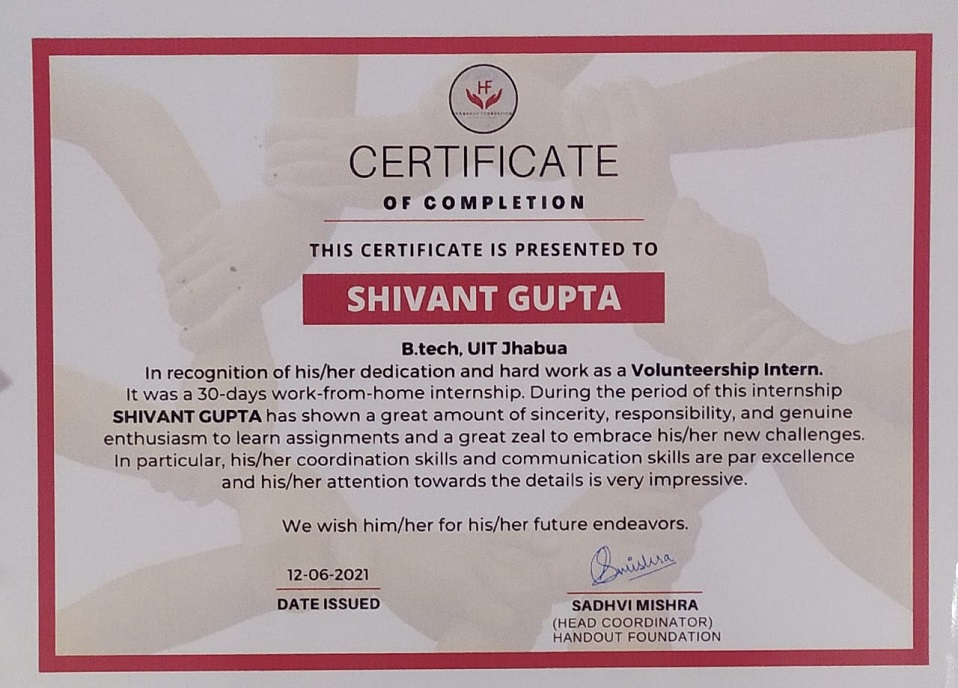 HF
CERTIFICATE
OF COMPLETION
THIS CERTIFICATE IS PRESENTED TO
SHIVANT GUPTA
B.tech, UIT Jhabua
In recognition of his/her dedication and hard work as a Volunteership Intern.
It was a 30-days work-from-home internship. During the period of this internship
SHIVANT GUPTA has shown a great amount of sincerity, responsibility, and genuine
enthusiasm to learn assignments and a great zeal to embrace his/her new challenges.
In particular, his/her coordination skills and communication skills are par excellence
and his/her attention towards the details is very impressive.
We wish him/her for his/her future endeavors.
12-06-2021
DATE ISSUED
Smishra
SADHVI MISHRA
(HEAD COORDINATOR)
HANDOUT FOUNDATION